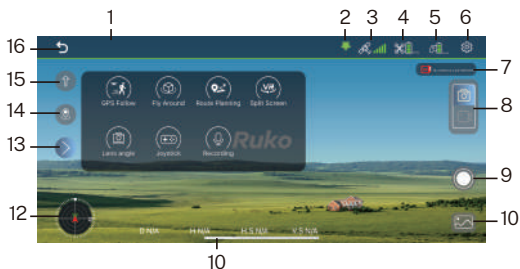 1 2 3 4 5 6
16
7
15
GPS Follow Fly Around Route Planning Split Screen
8
14
Ruko
13
Lens angle Joystick Recording
9
12
D N/A H N/A H.S N/A V.S N/A
10
10